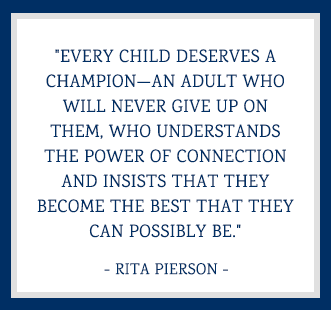 "EVERY CHILD DESERVES A
CHAMPION—AN ADULT WHO
WILL NEVER GIVE UP ON
THEM, WHO UNDERSTANDS
THE POWER OF CONNECTION
AND INSISTS THAT THEY
BECOME THE BEST THAT THEY
CAN POSSIBLY BE."
- RITA PIERSON -